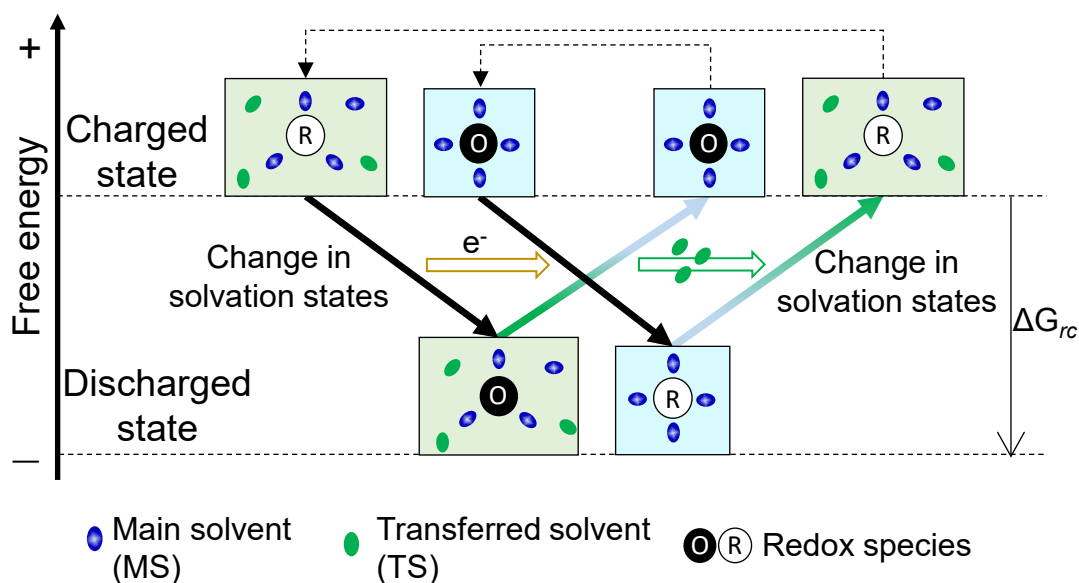 +
Free energy
—
Charged
state
R
O
O
R
Change in
solvation states
e-
Change in
solvation states
ΔGrc
Discharged
state
O
R
Main solvent
(MS)
Transferred solvent
(TS)
O R Redox species